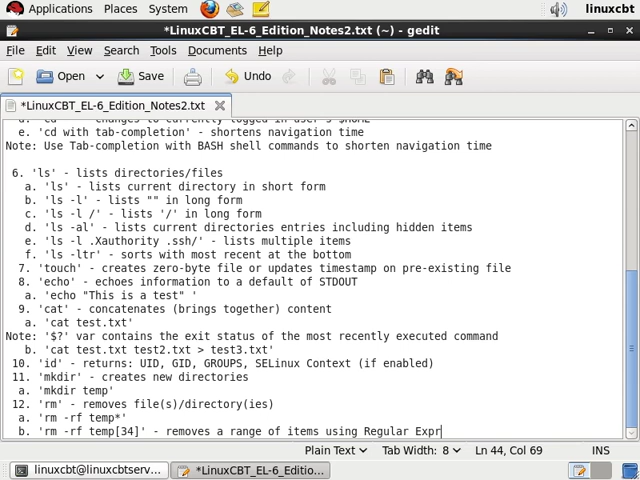 Applications Places System linuxcbt
*LinuxCBT_EL-6_Edition_Notes2.txt (~) - gedit
File Edit View Search Tools Documents Help
Open Save Undo
*LinuxCBT_EL-6_Edition_Notes2.txt
e. 'cd with tab-completion' - shortens navigation time
Note: Use Tab-completion with BASH shell commands to shorten navigation time
6. 'ls' - lists directories/files
a. 'ls' - lists current directory in short form
b. 'ls -l' - lists "" in long form
c. 'ls -l /' - lists '/' in long form
d. 'ls -al' - lists current directories entries including hidden items
e. 'ls -l .Xauthority .ssh/' - lists multiple items
f. 'ls -ltr' - sorts with most recent at the bottom
7. 'touch' - creates zero-byte file or updates timestamp on pre-existing file
8. 'echo' - echoes information to a default of STDOUT
a. 'echo "This is a test" '
9. 'cat' - concatenates (brings together) content
a. 'cat test.txt'
Note: '$?' var contains the exit status of the most recently executed command
b. 'cat test.txt test2.txt > test3.txt'
10. 'id' - returns: UID, GID, GROUPS, SELinux Context (if enabled)
11. 'mkdir' - creates new directories
a. 'mkdir temp'
12. 'rm' - removes file(s)/directory(ies)
a. 'rm -rf temp*'
b. 'rm -rf temp[34]' - removes a range of items using Regular Expr
Plain Text Tab Width: 8 Ln 44, Col 69 INS
linuxcbt@linuxcbtserv... *LinuxCBT_EL-6_Editio...